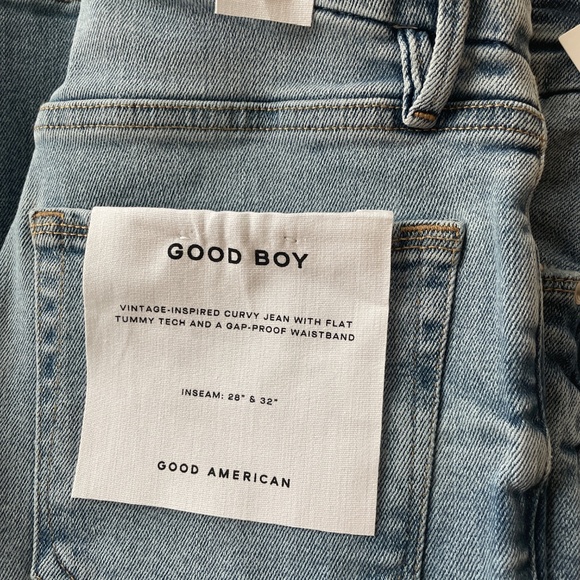 GOOD BOY
VINTAGE-INSPIRED CURVY JEAN WITH FLAT
TUMMY TECH AND A GAP-PROOF WAISTBAND
INSEAM: 28" & 32"
GOOD AMERICAN